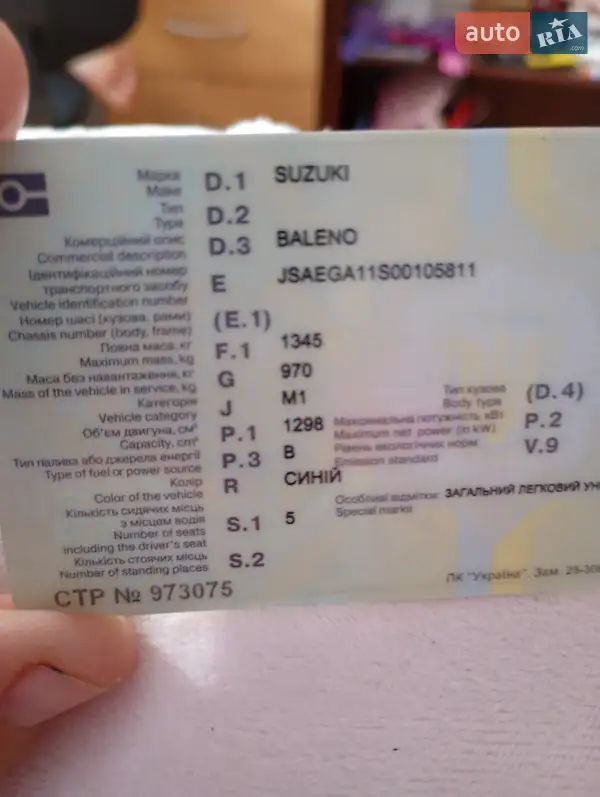 auto RIA .com
Марка
Make D.1 SUZUKI
Тип
Type D.2
Комерційний опис
Commercial description D.3 BALENO
Ідентифікаційний номер
транспортного засобу
Vehicle identification number E JSAEGA11S00105811
Номер шасі (кузова, рами)
Chassis number (body, frame) (E.1)
Повна маса, кг
Maximum mass, kg F.1 1345
Маса без навантаження, кг
Mass of the vehicle in service, kg G 970
Категорія
Vehicle category J M1
Тип кузова
Body type (D.4)
Об'єм двигуна, см³
Capacity, cm³ P.1 1298
Максимальна потужність, кВт
Maximum net power (in kW) P.2
Тип палива або джерела енергії
Type of fuel or power source P.3 B
Рівень екологічних норм
Emission standard V.9
Колір
Color of the vehicle R СИНІЙ
Кількість сидячих місць
з місцем водія
Number of seats
including the driver's seat S.1 5
Особливі відмітки: ЗАГАЛЬНИЙ ЛЕГКОВИЙ УН
Special marks
Кількість стоячих місць
Number of standing places S.2
СТР № 973075
ПК "Україна". Зам. 29-30